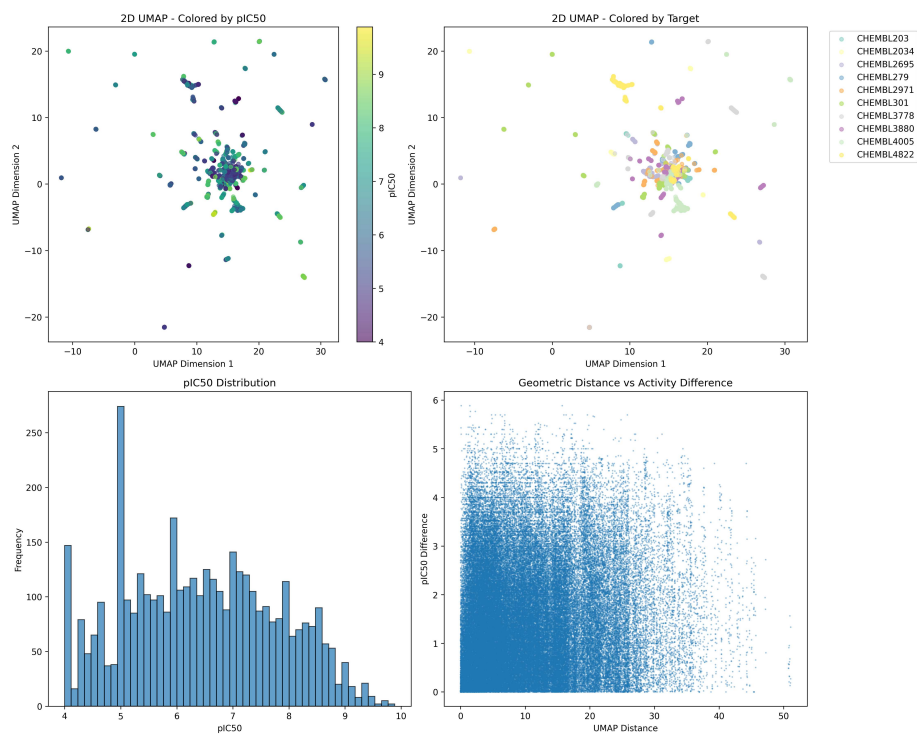 2D UMAP - Colored by pIC50
20
10
0
−10
−20
UMAP Dimension 2
−10
0
10
20
30
UMAP Dimension 1
9
8
7
6
5
4
pIC50
2D UMAP - Colored by Target
20
10
0
−10
−20
UMAP Dimension 2
−10
0
10
20
30
UMAP Dimension 1
CHEMBL203
CHEMBL2034
CHEMBL2695
CHEMBL279
CHEMBL2971
CHEMBL301
CHEMBL3778
CHEMBL3880
CHEMBL4005
CHEMBL4822
pIC50 Distribution
250
200
150
100
50
0
Frequency
4
5
6
7
8
9
10
pIC50
Geometric Distance vs Activity Difference
6
5
4
3
2
1
0
pIC50 Difference
0
10
20
30
40
50
UMAP Distance